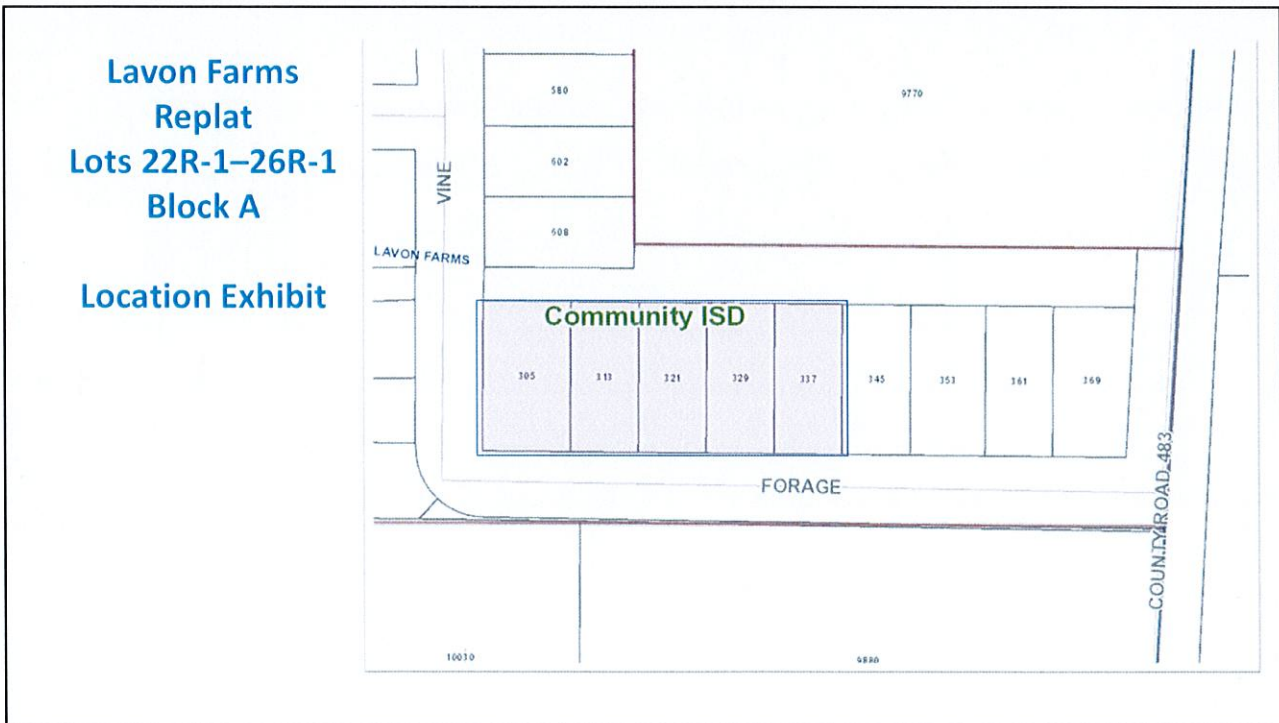 Lavon Farms
Replat
Lots 22R-1–26R-1
Block A
Location Exhibit
580
9770
602
VINE
608
LAVON FARMS
Community ISD
305
313
321
329
337
345
353
361
369
FORAGE
COUNTY ROAD 483
10030
9880